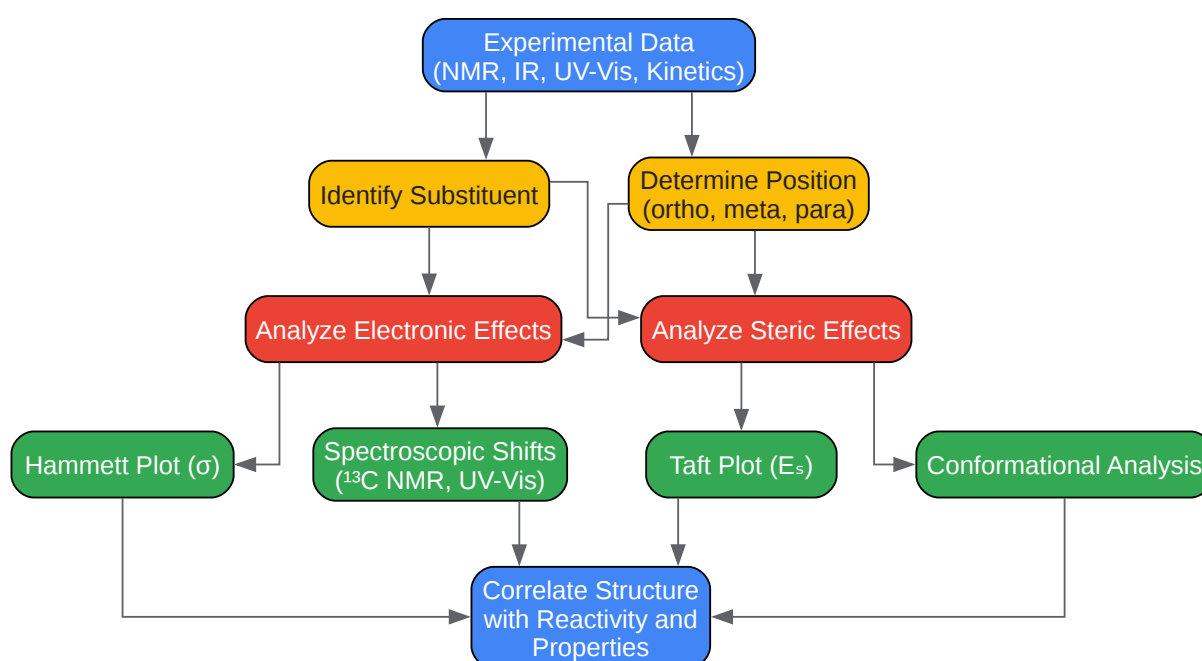 Experimental Data
(NMR, IR, UV-Vis, Kinetics)
Identify Substituent
Determine Position
(ortho, meta, para)
Analyze Electronic Effects
Analyze Steric Effects
Hammett Plot (σ)
Spectroscopic Shifts
(¹³C NMR, UV-Vis)
Taft Plot (Eₛ)
Conformational Analysis
Correlate Structure
with Reactivity and
Properties